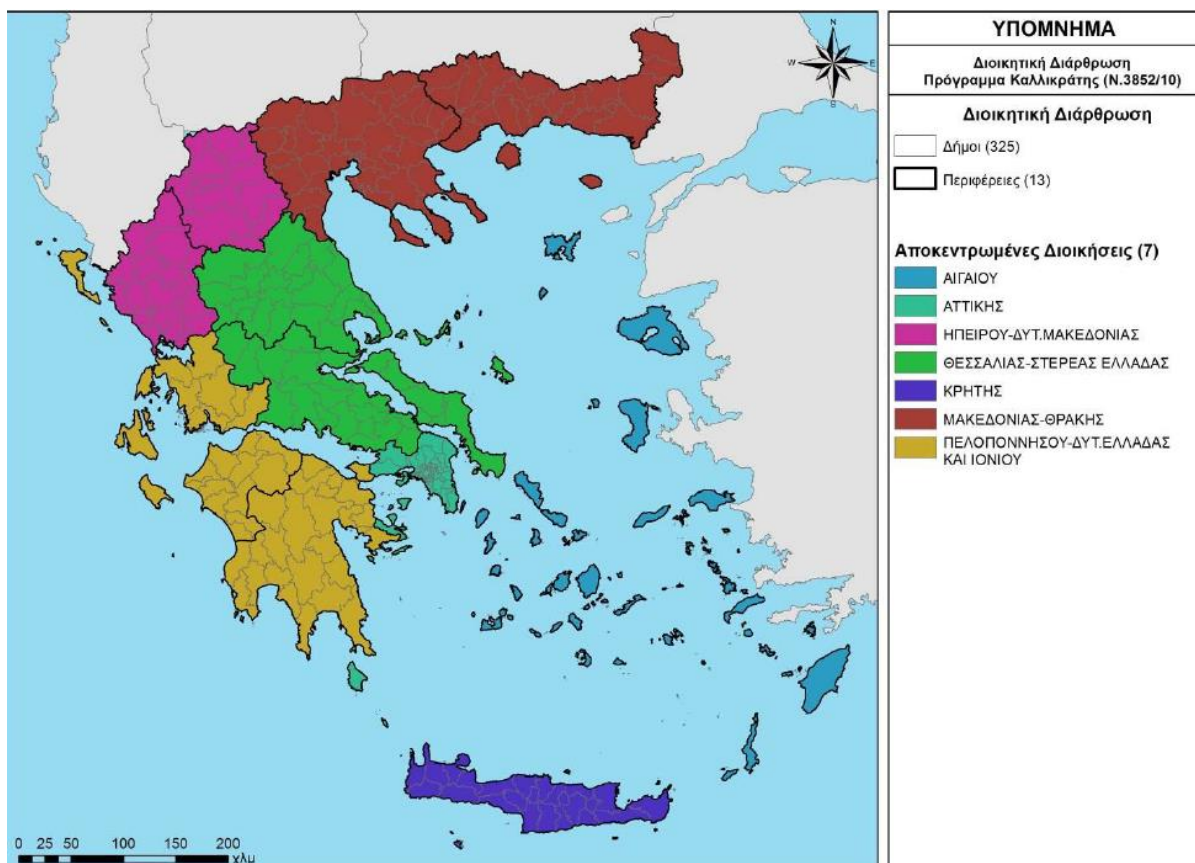 ΥΠΟΜΝΗΜΑ
Διοικητική Διάρθρωση
Πρόγραμμα Καλλικράτης (Ν.3852/10)
Διοικητική Διάρθρωση
Δήμοι (325)
Περιφέρειες (13)
Αποκεντρωμένες Διοικήσεις (7)
ΑΙΓΑΙΟΥ
ΑΤΤΙΚΗΣ
ΗΠΕΙΡΟΥ-ΔΥΤ.ΜΑΚΕΔΟΝΙΑΣ
ΘΕΣΣΑΛΙΑΣ-ΣΤΕΡΕΑΣ ΕΛΛΑΔΑΣ
ΚΡΗΤΗΣ
ΜΑΚΕΔΟΝΙΑΣ-ΘΡΑΚΗΣ
ΠΕΛΟΠΟΝΝΗΣΟΥ-ΔΥΤ.ΕΛΛΑΔΑΣ
ΚΑΙ ΙΟΝΙΟΥ
N
W E
S
0 25 50 100 150 200
χλμ